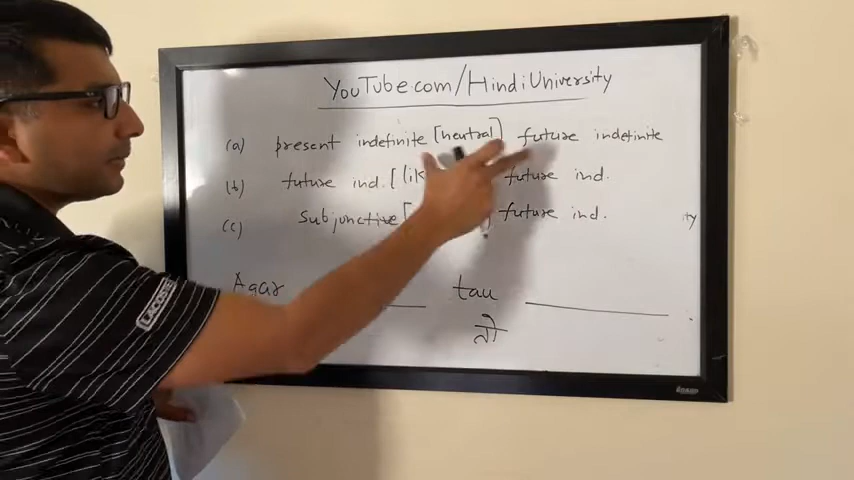 YouTube.com/HindiUniversity
(a) present indefinite [neutral] future indefinite
(b) future ind. [ future ind.
(c) subjunctive [ future ind.
Agar tau
तो
LACOSTE